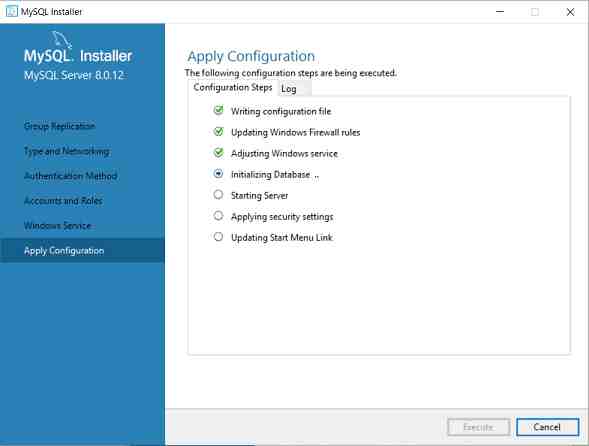 MySQL Installer
MySQL. Installer
MySQL Server 8.0.12
Group Replication
Type and Networking
Authentication Method
Accounts and Roles
Windows Service
Apply Configuration
Apply Configuration
The following configuration steps are being executed.
Configuration Steps
Log
Writing configuration file
Updating Windows Firewall rules
Adjusting Windows service
Initializing Database ..
Starting Server
Applying security settings
Updating Start Menu Link
Execute
Cancel